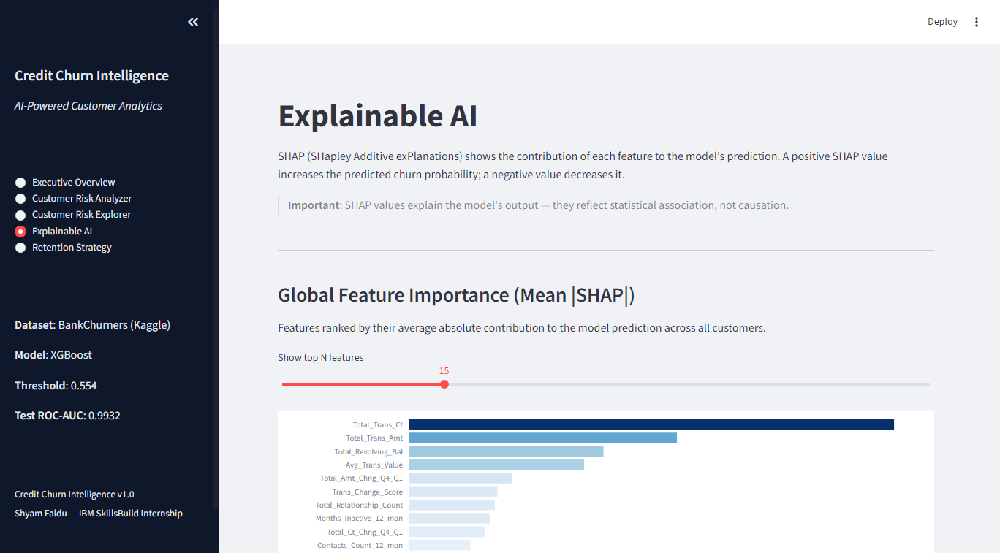 Deploy
Credit Churn Intelligence
AI-Powered Customer Analytics
Executive Overview
Customer Risk Analyzer
Customer Risk Explorer
Explainable AI
Retention Strategy
Dataset: BankChurners (Kaggle)
Model: XGBoost
Threshold: 0.554
Test ROC-AUC: 0.9932
Credit Churn Intelligence v1.0
Shyam Faldu — IBM SkillsBuild Internship
Explainable AI
SHAP (SHapley Additive exPlanations) shows the contribution of each feature to the model's prediction. A positive SHAP value
increases the predicted churn probability; a negative value decreases it.
Important: SHAP values explain the model's output — they reflect statistical association, not causation.
Global Feature Importance (Mean |SHAP|)
Features ranked by their average absolute contribution to the model prediction across all customers.
Show top N features
15
Total_Trans_Ct
Total_Trans_Amt
Total_Revolving_Bal
Avg_Trans_Value
Total_Amt_Chng_Q4_Q1
Trans_Change_Score
Total_Relationship_Count
Months_Inactive_12_mon
Total_Ct_Chng_Q4_Q1
Contacts_Count_12_mon